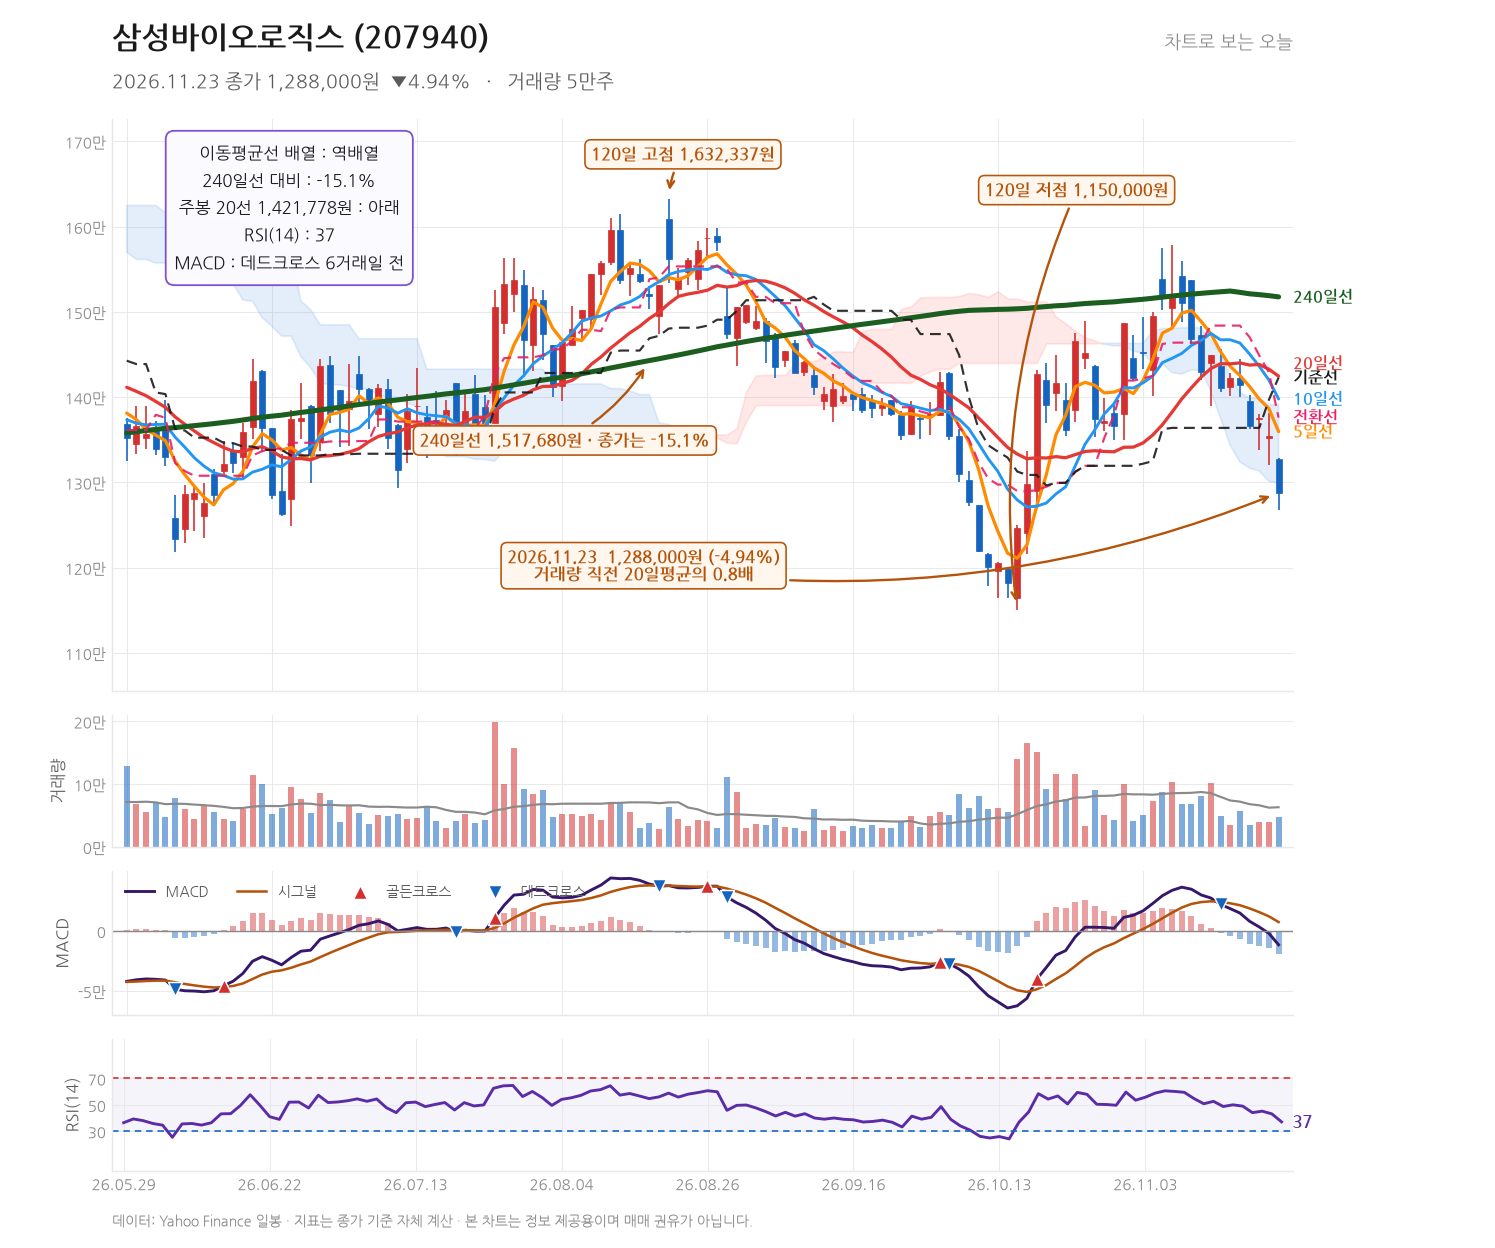 삼성바이오로직스 (207940)
차트로 보는 오늘
2026.11.23 종가 1,288,000원 ▼4.94% · 거래량 5만주
이동평균선 배열 : 역배열
240일선 대비 : -15.1%
주봉 20선 1,421,778원 : 아래
RSI(14) : 37
MACD : 데드크로스 6거래일 전
120일 고점 1,632,337원
120일 저점 1,150,000원
240일선 1,517,680원 · 종가는 -15.1%
2026.11.23 1,288,000원 (-4.94%)
거래량 직전 20일평균의 0.8배
170만
160만
150만
140만
130만
120만
110만
240일선
20일선
기준선
10일선
전환선
5일선
거래량
20만
10만
0만
MACD
MACD 시그널 골든크로스 데드크로스
0
-5만
RSI(14)
70
50
30
37
26.05.29 26.06.22 26.07.13 26.08.04 26.08.26 26.09.16 26.10.13 26.11.03
데이터: Yahoo Finance 일봉 · 지표는 종가 기준 자체 계산 · 본 차트는 정보 제공용이며 매매 권유가 아닙니다.